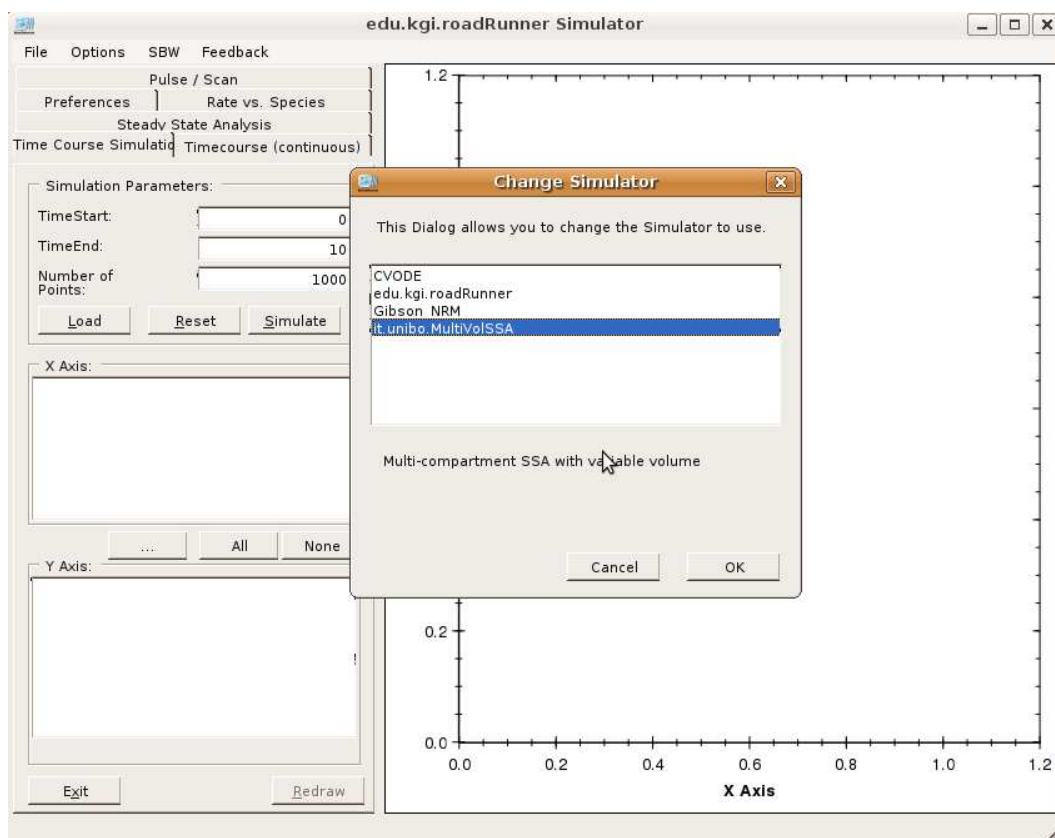 edu.kgi.roadRunner Simulator
File Options SBW Feedback
Pulse / Scan
Preferences Rate vs. Species
Steady State Analysis
Time Course Simulatio Timecourse (continuous)
Simulation Parameters:
TimeStart: 0
TimeEnd: 10
Number of
Points: 1000
Load Reset Simulate
X Axis:
... All None
Y Axis:
Exit Redraw
Change Simulator
This Dialog allows you to change the Simulator to use.
CVODE
edu.kgi.roadRunner
Gibson NRM
it.unibo.MultiVolSSA
Multi-compartment SSA with variable volume
Cancel OK
1.2
0.2
0.0
0.0 0.2 0.4 0.6 0.8 1.0 1.2
X Axis